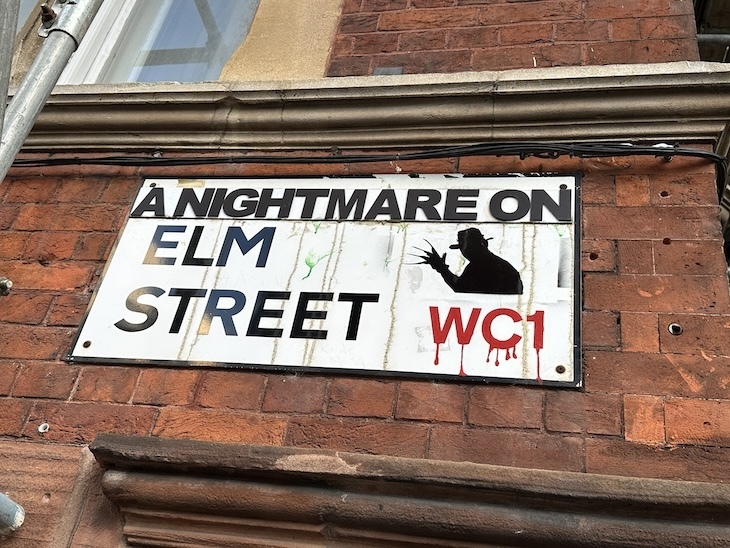 A NIGHTMARE ON
ELM
STREET
WC1